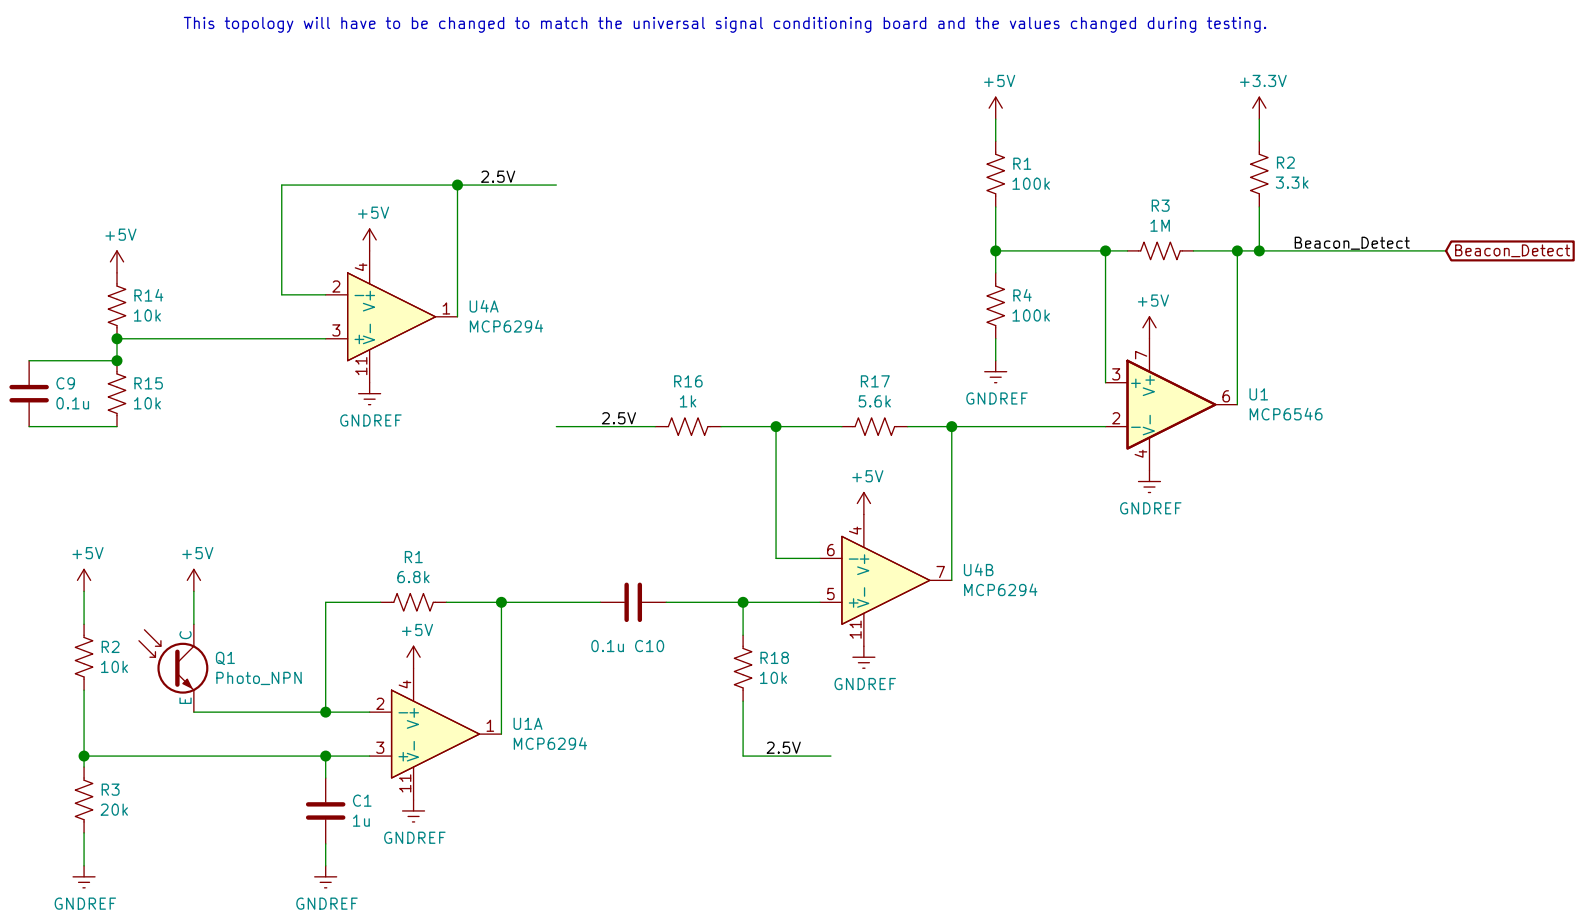 This topology will have to be changed to match the universal signal conditioning board and the values changed during testing.
+5V
R14
10k
C9
0.1u
R15
10k
+5V
2.5V
2
3
4
11
1
-
+
V+
V-
U4A
MCP6294
GNDREF
+5V
R1
100k
R4
100k
GNDREF
+3.3V
R2
3.3k
R3
1M
Beacon_Detect
Beacon_Detect
+5V
3
2
7
4
6
+
-
V+
V-
U1
MCP6546
GNDREF
2.5V
R16
1k
R17
5.6k
+5V
6
5
4
11
7
-
+
V+
V-
U4B
MCP6294
GNDREF
+5V
R2
10k
R3
20k
GNDREF
+5V
C
E
Q1
Photo_NPN
R1
6.8k
+5V
2
3
4
11
1
-
+
V+
V-
U1A
MCP6294
GNDREF
C1
1u
GNDREF
0.1u C10
R18
10k
2.5V